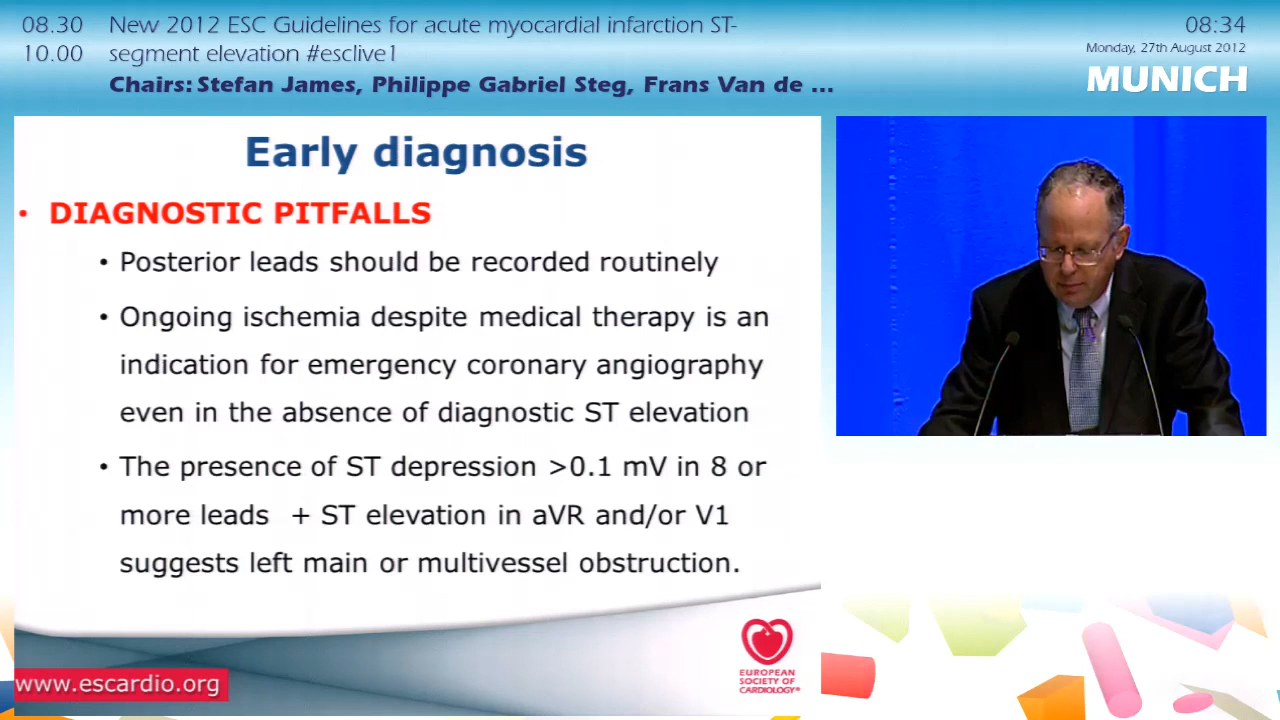 08.30 New 2012 ESC Guidelines for acute myocardial infarction ST-
10.00 segment elevation #esclive1
Chairs: Stefan James, Philippe Gabriel Steg, Frans Van de ...
08:34
Monday, 27th August 2012
MUNICH
Early diagnosis
• DIAGNOSTIC PITFALLS
• Posterior leads should be recorded routinely
• Ongoing ischemia despite medical therapy is an
indication for emergency coronary angiography
even in the absence of diagnostic ST elevation
• The presence of ST depression >0.1 mV in 8 or
more leads + ST elevation in aVR and/or V1
suggests left main or multivessel obstruction.
www.escardio.org
EUROPEAN
SOCIETY OF
CARDIOLOGY®